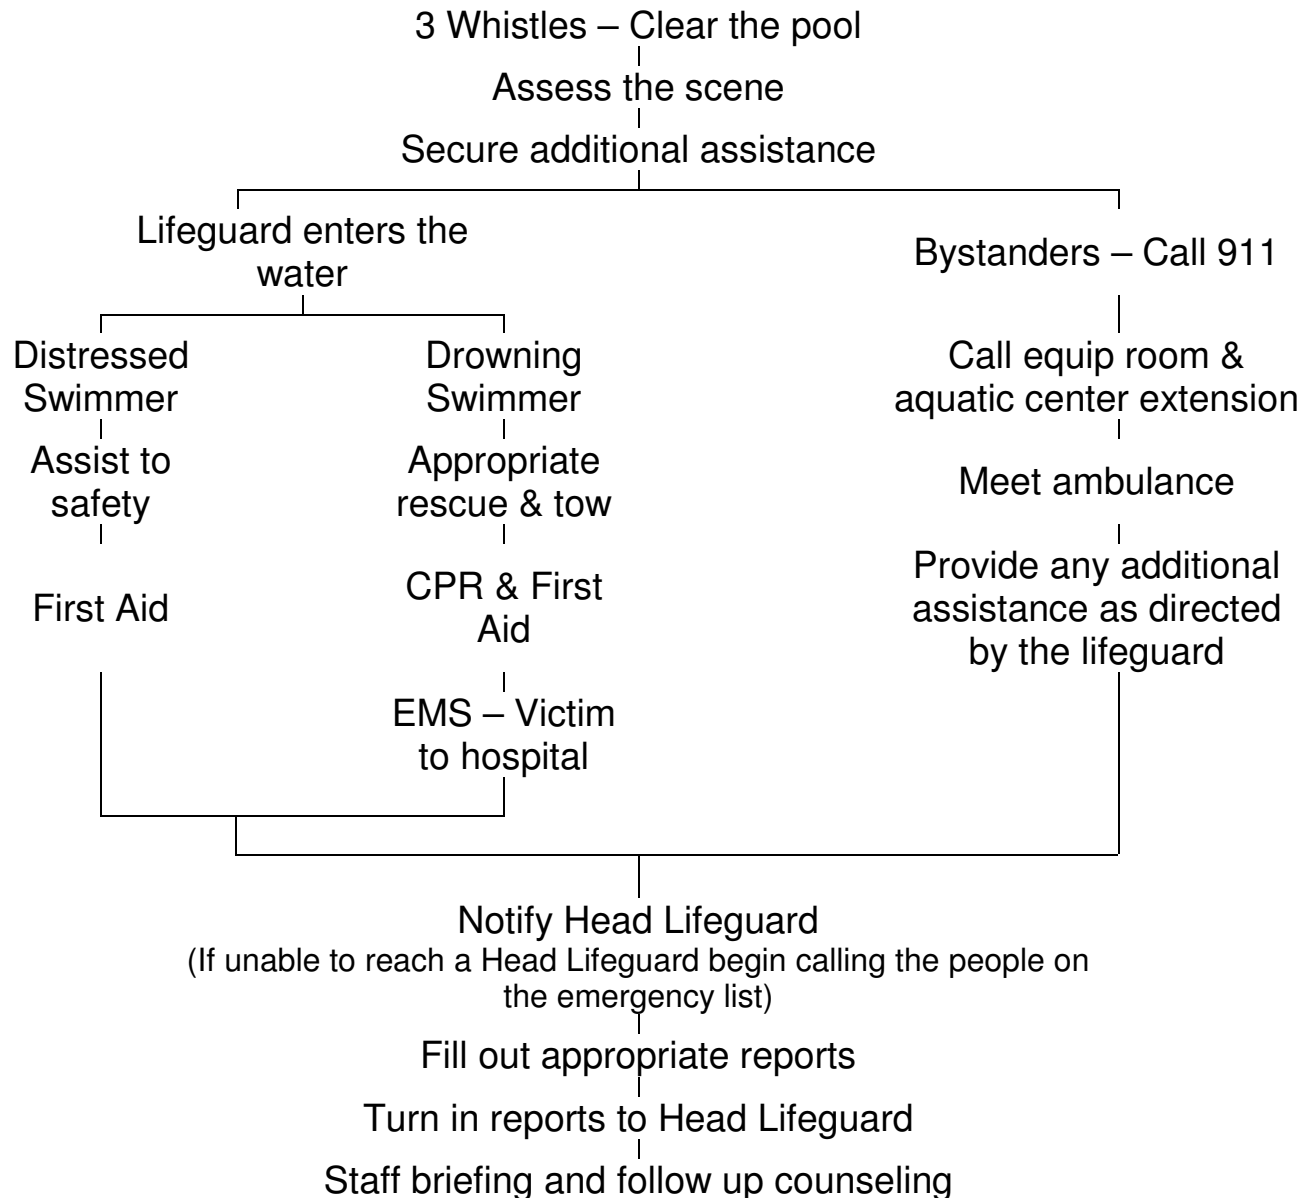 3 Whistles – Clear the pool
Assess the scene
Secure additional assistance
Lifeguard enters the
water
Distressed
Swimmer
Assist to
safety
First Aid
Drowning
Swimmer
Appropriate
rescue & tow
CPR & First
Aid
EMS – Victim
to hospital
Bystanders – Call 911
Call equip room &
aquatic center extension
Meet ambulance
Provide any additional
assistance as directed
by the lifeguard
Notify Head Lifeguard
(If unable to reach a Head Lifeguard begin calling the people on
the emergency list)
Fill out appropriate reports
Turn in reports to Head Lifeguard
Staff briefing and follow up counseling